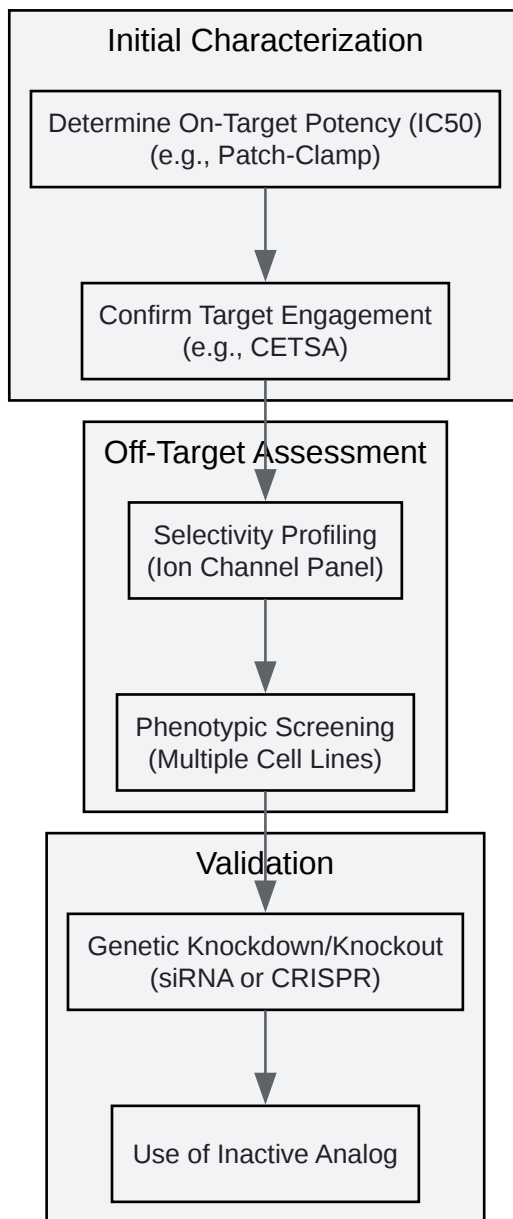 Initial Characterization
Determine On-Target Potency (IC50)
(e.g., Patch-Clamp)
Confirm Target Engagement
(e.g., CETSA)
Off-Target Assessment
Selectivity Profiling
(Ion Channel Panel)
Phenotypic Screening
(Multiple Cell Lines)
Validation
Genetic Knockdown/Knockout
(siRNA or CRISPR)
Use of Inactive Analog